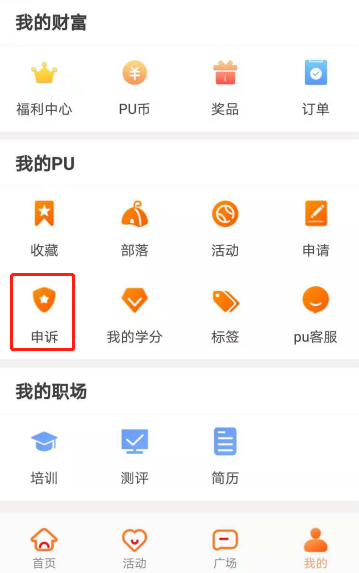 我的财富
福利中心 PU币 奖品 订单
我的PU
收藏 部落 活动 申请
申诉 我的学分 标签 pu客服
我的职场
培训 测评 简历
首页 活动 广场 我的